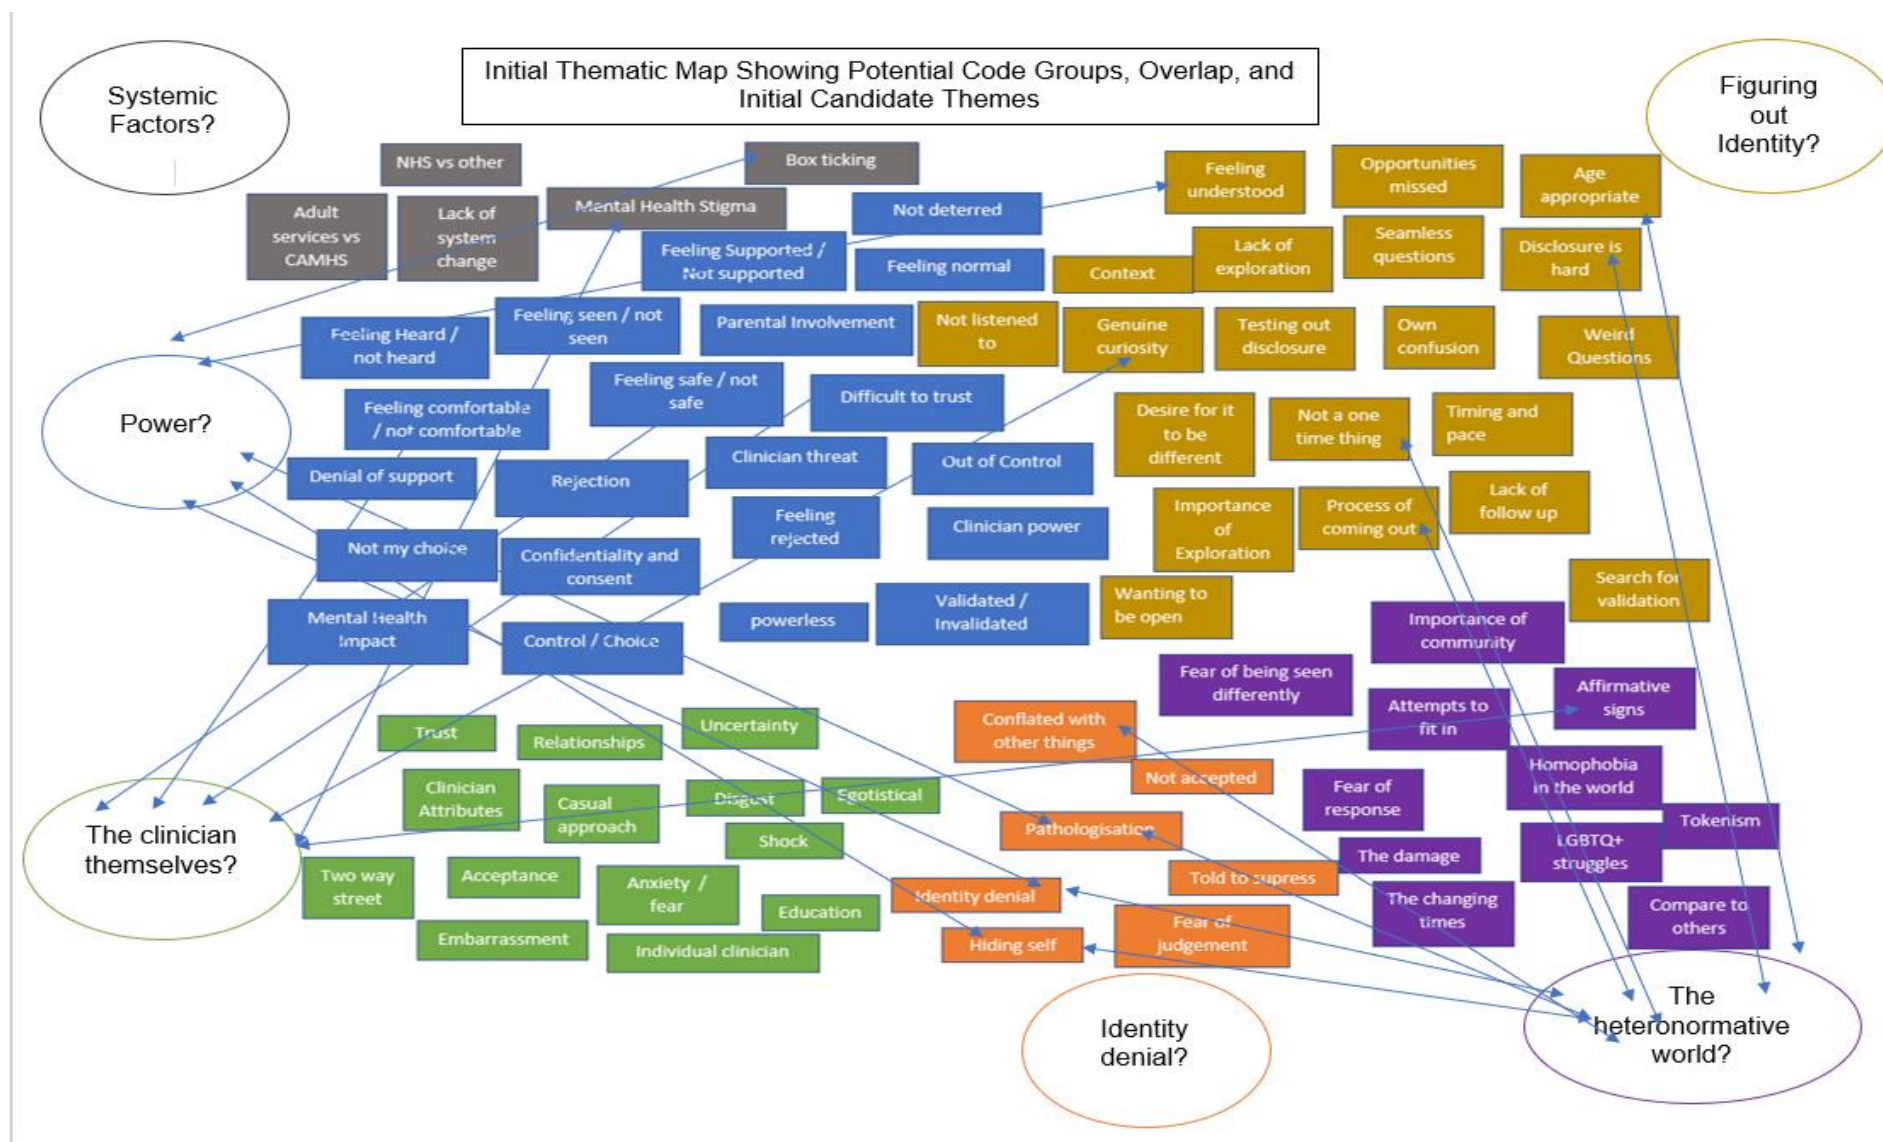 Initial Thematic Map Showing Potential Code Groups, Overlap, and
Initial Candidate Themes
Systemic
Factors?
NHS vs other
Box ticking
Adult
services vs
CAMHS
Lack of
system
change
Mental Health Stigma
Figuring
out
Identity?
Feeling
understood
Opportunities
missed
Age
appropriate
Not deterred
Feeling Supported /
Not supported
Feeling normal
Context
Lack of
exploration
Seamless
questions
Disclosure is
hard
Feeling Heard /
not heard
Feeling seen / not
seen
Parental Involvement
Not listened
to
Genuine
curiosity
Testing out
disclosure
Own
confusion
Weird
Questions
Power?
Feeling comfortable
/ not comfortable
Feeling safe / not
safe
Difficult to trust
Desire for it
to be
different
Not a one
time thing
Timing and
pace
Denial of support
Rejection
Clinician threat
Out of Control
Importance
of
Exploration
Process of
coming out
Lack of
follow up
Not my choice
Confidentiality and
consent
Feeling
rejected
Clinician power
Mental Health
Impact
Control / Choice
powerless
Validated /
Invalidated
Wanting to
be open
Search for
validation
Importance of
community
Fear of being seen
differently
Attempts to
fit in
Affirmative
signs
Trust
Relationships
Uncertainty
Conflated with
other things
Not accepted
Fear of
response
Homophobia
in the world
Tokenism
The clinician
themselves?
Clinician
Attributes
Casual
approach
Disgust
Egotistical
Shock
Pathologisation
The damage
LGBTQ+
struggles
Two way
street
Acceptance
Anxiety /
fear
Education
Identity denial
Told to supress
The changing
times
Compare to
others
Embarrassment
Individual clinician
Hiding self
Fear of
judgement
Identity
denial?
The
heteronormative
world?